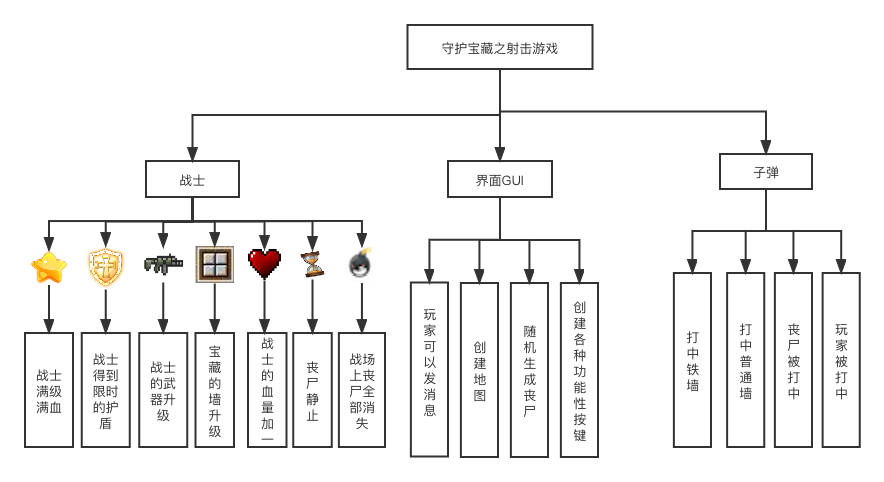 守护宝藏之射击游戏
战士
界面GUI
子弹
战士
满级
满血
战士
得到
限时
的护
盾
战士
的武
器升
级
宝
藏
的
墙
升
级
战
士
的
血
量
加
一
丧
尸
静
止
战场
上丧
尸全
部消
失
玩
家
可
以
发
消
息
创
建
地
图
随
机
生
成
丧
尸
创
建
各
种
功
能
性
按
键
打
中
铁
墙
打
中
普
通
墙
丧
尸
被
打
中
玩
家
被
打
中